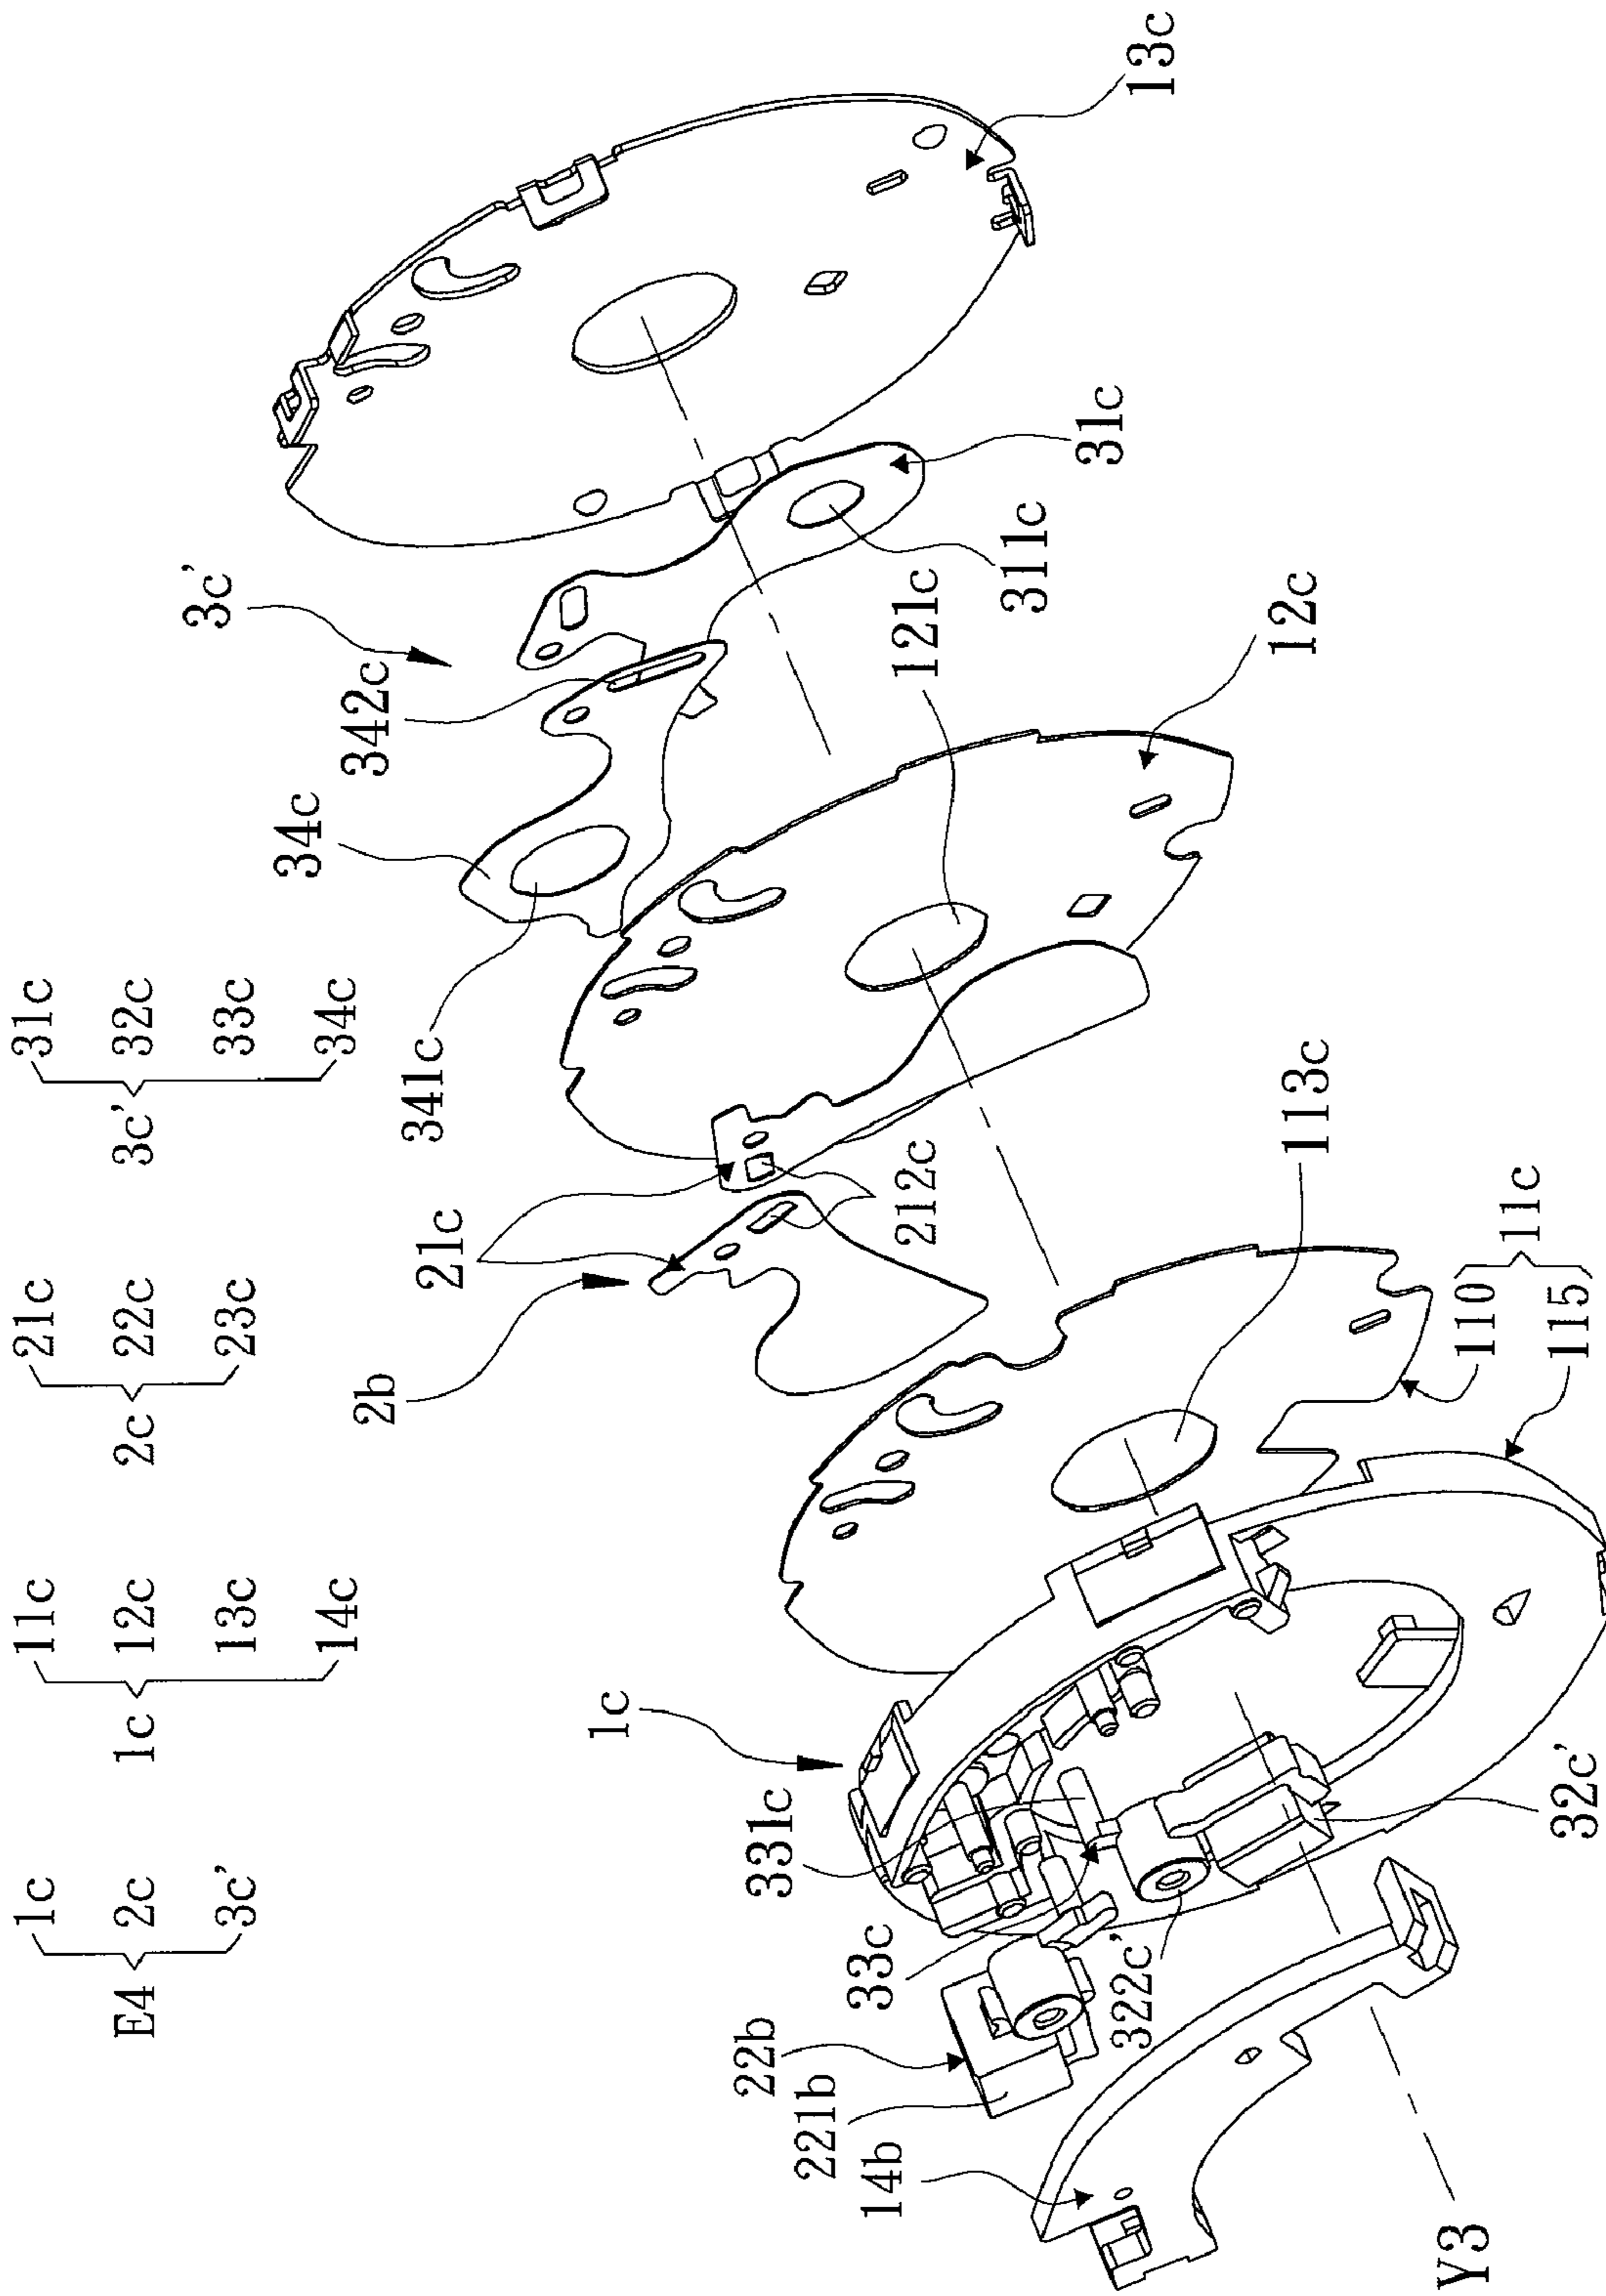 E4 { 1c 2c 3c'
1c { 11c 12c 13c 14c
2c { 21c 22c 23c
3c' { 31c 32c 33c 34c
3c'
13c
31c
311c
342c
34c
341c
121c
12c
21c
212c
2b
113c
11c
110
115
1c
331c
33c
322c'
32c'
22b
221b
14b
Y3